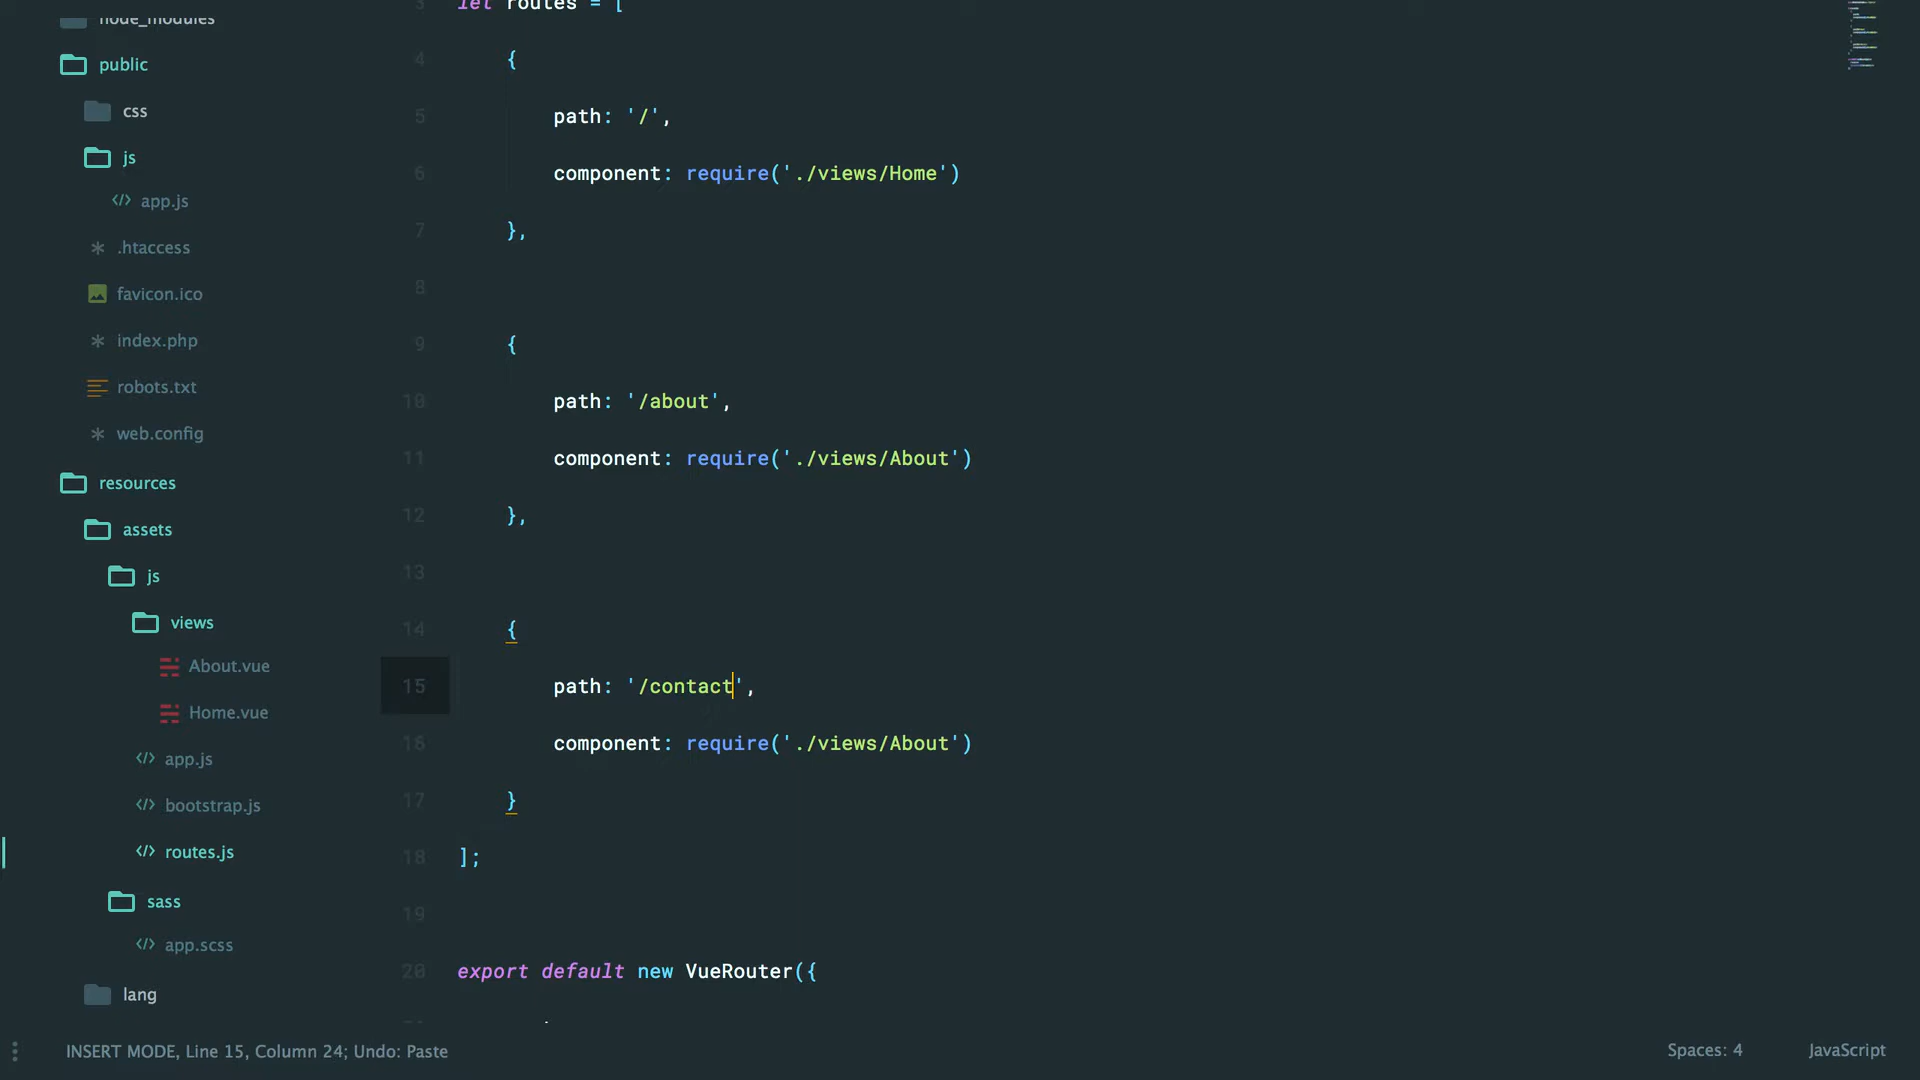 node_modules
public
css
js
app.js
.htaccess
favicon.ico
index.php
robots.txt
web.config
resources
assets
js
views
About.vue
Home.vue
app.js
bootstrap.js
routes.js
sass
app.scss
lang
3 let routes = [
4 {
5 path: '/',
6 component: require('./views/Home')
7 },
8
9 {
10 path: '/about',
11 component: require('./views/About')
12 },
13
14 {
15 path: '/contact',
16 component: require('./views/About')
17 }
18 ];
19
20 export default new VueRouter({
INSERT MODE, Line 15, Column 24; Undo: Paste
Spaces: 4
JavaScript